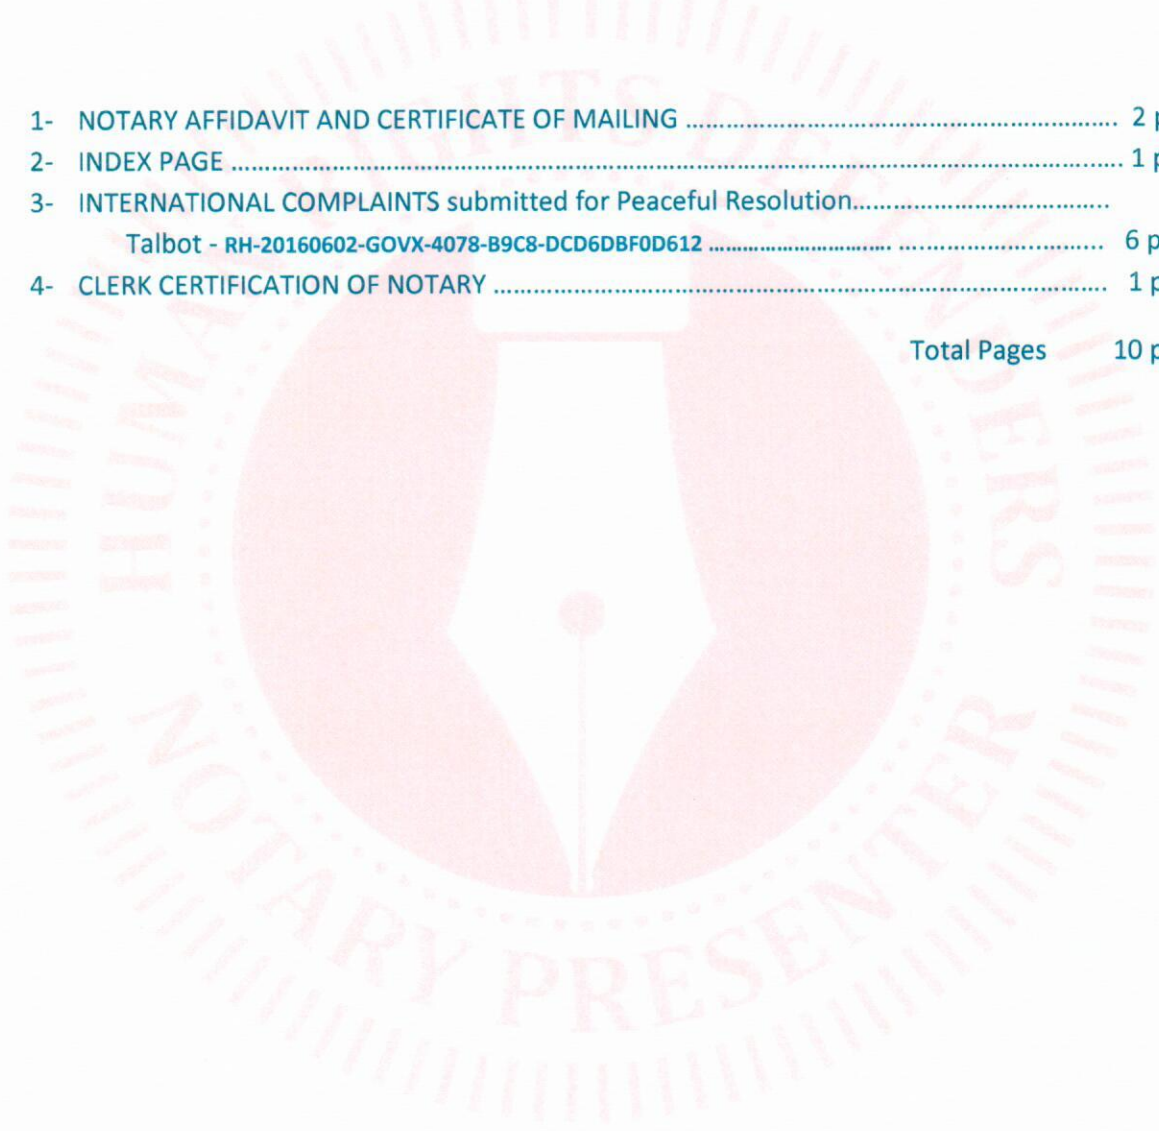 1- NOTARY AFFIDAVIT AND CERTIFICATE OF MAILING ........ 2 p
2- INDEX PAGE ........ 1 p
3- INTERNATIONAL COMPLAINTS submitted for Peaceful Resolution........
Talbot - RH-20160602-GOVX-4078-B9C8-DCD6DBF0D612 ........ 6 p
4- CLERK CERTIFICATION OF NOTARY ........ 1 p
Total Pages 10 p
HUMAN RIGHTS DEFENDERS
NOTARY PRESENTER